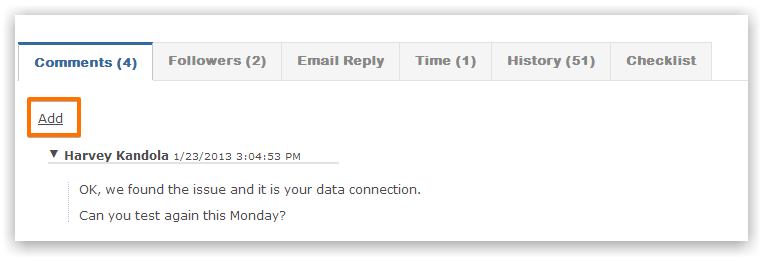 Comments (4) Followers (2) Email Reply Time (1) History (51) Checklist
Add
▼ Harvey Kandola 1/23/2013 3:04:53 PM
OK, we found the issue and it is your data connection.
Can you test again this Monday?